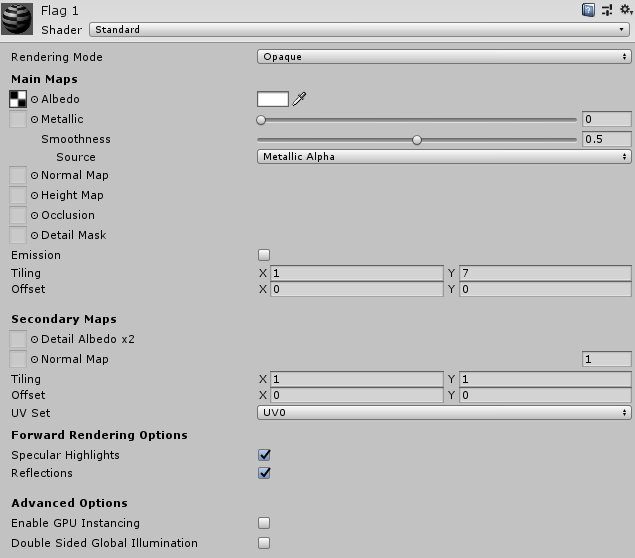 Flag 1
Shader Standard
Rendering Mode Opaque
Main Maps
Albedo
Metallic 0
Smoothness 0.5
Source Metallic Alpha
Normal Map
Height Map
Occlusion
Detail Mask
Emission
Tiling X 1 Y 7
Offset X 0 Y 0
Secondary Maps
Detail Albedo x2
Normal Map 1
Tiling X 1 Y 1
Offset X 0 Y 0
UV Set UV0
Forward Rendering Options
Specular Highlights
Reflections
Advanced Options
Enable GPU Instancing
Double Sided Global Illumination